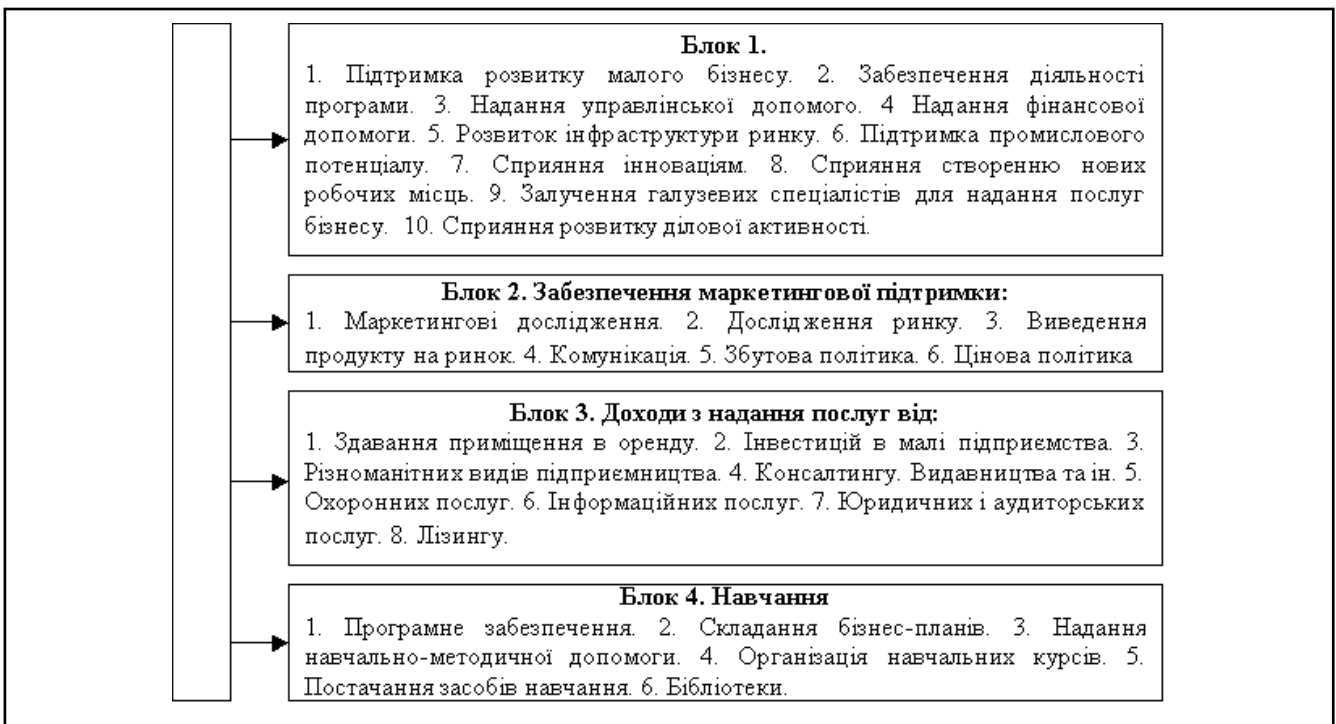 Блок 1.
1. Підтримка розвитку малого бізнесу. 2. Забезпечення діяльності
програми. 3. Надання управлінської допомого. 4 Надання фінансової
допомоги. 5. Розвиток інфраструктури ринку. 6. Підтримка промислового
потенціалу. 7. Сприяння інноваціям. 8. Сприяння створенню нових
робочих місць. 9. Залучення галузевих спеціалістів для надання послуг
бізнесу. 10. Сприяння розвитку ділової активності.
Блок 2. Забезпечення маркетингової підтримки:
1. Маркетингові дослідження. 2. Дослідження ринку. 3. Виведення
продукту на ринок. 4. Комунікація. 5. Збутова політика. 6. Цінова політика
Блок 3. Доходи з надання послуг від:
1. Здавання приміщення в оренду. 2. Інвестицій в малі підприємства. 3.
Різноманітних видів підприємництва. 4. Консалтингу. Видавництва та ін. 5.
Охоронних послуг. 6. Інформаційних послуг. 7. Юридичних і аудиторських
послуг. 8. Лізингу.
Блок 4. Навчання
1. Програмне забезпечення. 2. Складання бізнес-планів. 3. Надання
навчально-методичної допомоги. 4. Організація навчальних курсів. 5.
Постачання засобів навчання. 6. Бібліотеки.